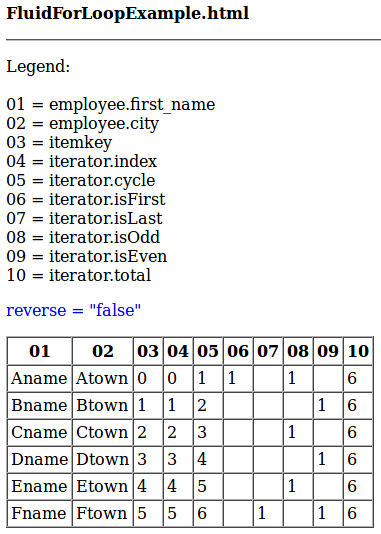 FluidForLoopExample.html
Legend:
01 = employee.first_name
02 = employee.city
03 = itemkey
04 = iterator.index
05 = iterator.cycle
06 = iterator.isFirst
07 = iterator.isLast
08 = iterator.isOdd
09 = iterator.isEven
10 = iterator.total
reverse = "false"
01 02 03 04 05 06 07 08 09 10
Aname Atown 0 0 1 1 1 6
Bname Btown 1 1 2 1 6
Cname Ctown 2 2 3 1 6
Dname Dtown 3 3 4 1 6
Ename Etown 4 4 5 1 6
Fname Ftown 5 5 6 1 1 6